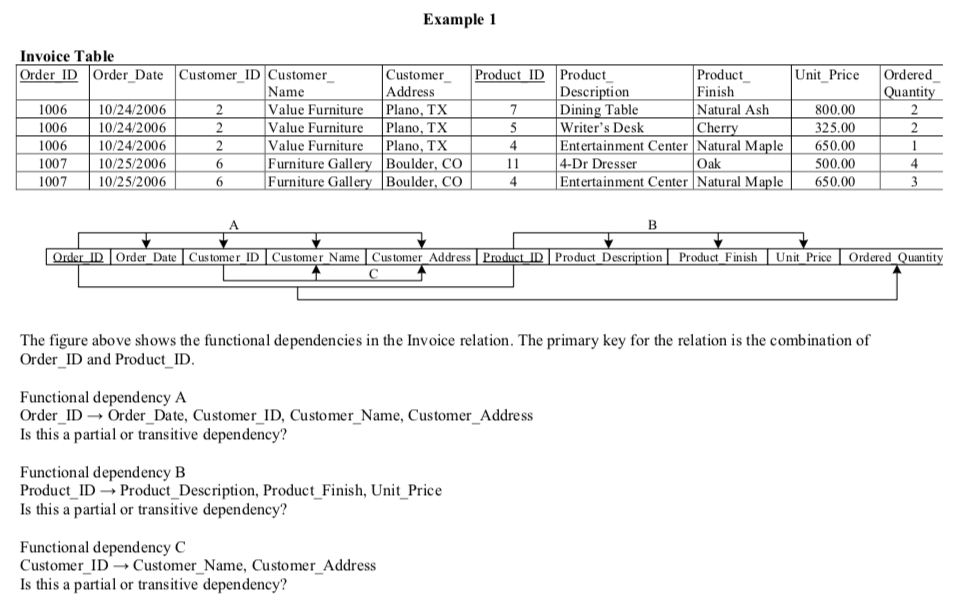 Example 1
Invoice Table
Order_ID Order_Date Customer_ID Customer_ Customer_ Product_ID Product_ Product_ Unit_Price Ordered_
Name Address Description Finish Quantity
1006 10/24/2006 2 Value Furniture Plano, TX 7 Dining Table Natural Ash 800.00 2
1006 10/24/2006 2 Value Furniture Plano, TX 5 Writer's Desk Cherry 325.00 2
1006 10/24/2006 2 Value Furniture Plano, TX 4 Entertainment Center Natural Maple 650.00 1
1007 10/25/2006 6 Furniture Gallery Boulder, CO 11 4-Dr Dresser Oak 500.00 4
1007 10/25/2006 6 Furniture Gallery Boulder, CO 4 Entertainment Center Natural Maple 650.00 3
A B
Order_ID Order_Date Customer_ID Customer_Name Customer_Address Product_ID Product_Description Product_Finish Unit_Price Ordered_Quantity
C
The figure above shows the functional dependencies in the Invoice relation. The primary key for the relation is the combination of
Order_ID and Product_ID.
Functional dependency A
Order_ID → Order_Date, Customer_ID, Customer_Name, Customer_Address
Is this a partial or transitive dependency?
Functional dependency B
Product_ID → Product_Description, Product_Finish, Unit_Price
Is this a partial or transitive dependency?
Functional dependency C
Customer_ID → Customer_Name, Customer_Address
Is this a partial or transitive dependency?